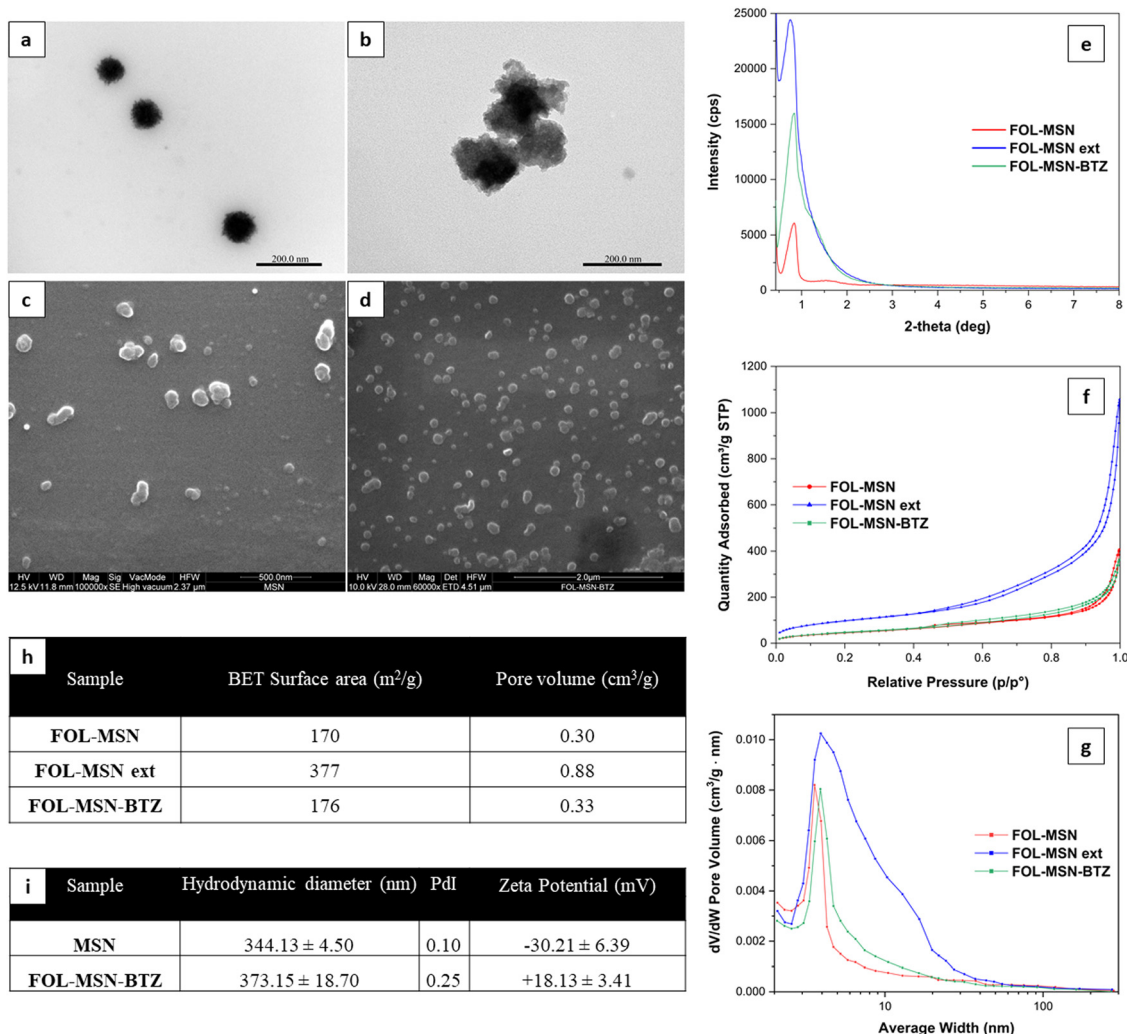 a
200.0 nm
b
200.0 nm
c
HV WD Mag Sig VacMode HFW 500.0nm
12.5 kV 11.8 mm 100000x SE High vacuum 2.37 µm MSN
d
HV WD Mag Det HFW 2.0µm
10.0 kV 28.0 mm 60000x ETD 4.51 µm FOL-MSN-BTZ
e
25000
20000
15000
10000
5000
0
Intensity (cps)
FOL-MSN
FOL-MSN ext
FOL-MSN-BTZ
1 2 3 4 5 6 7 8
2-theta (deg)
f
1200
1000
800
600
400
200
0
Quantity Adsorbed (cm³/g STP)
FOL-MSN
FOL-MSN ext
FOL-MSN-BTZ
0.0 0.2 0.4 0.6 0.8 1.0
Relative Pressure (p/p°)
g
0.010
0.008
0.006
0.004
0.002
0.000
dV/dW Pore Volume (cm³/g · nm)
FOL-MSN
FOL-MSN ext
FOL-MSN-BTZ
10 100
Average Width (nm)
h
Sample BET Surface area (m²/g) Pore volume (cm³/g)
FOL-MSN 170 0.30
FOL-MSN ext 377 0.88
FOL-MSN-BTZ 176 0.33
i
Sample Hydrodynamic diameter (nm) PdI Zeta Potential (mV)
MSN 344.13 ± 4.50 0.10 -30.21 ± 6.39
FOL-MSN-BTZ 373.15 ± 18.70 0.25 +18.13 ± 3.41